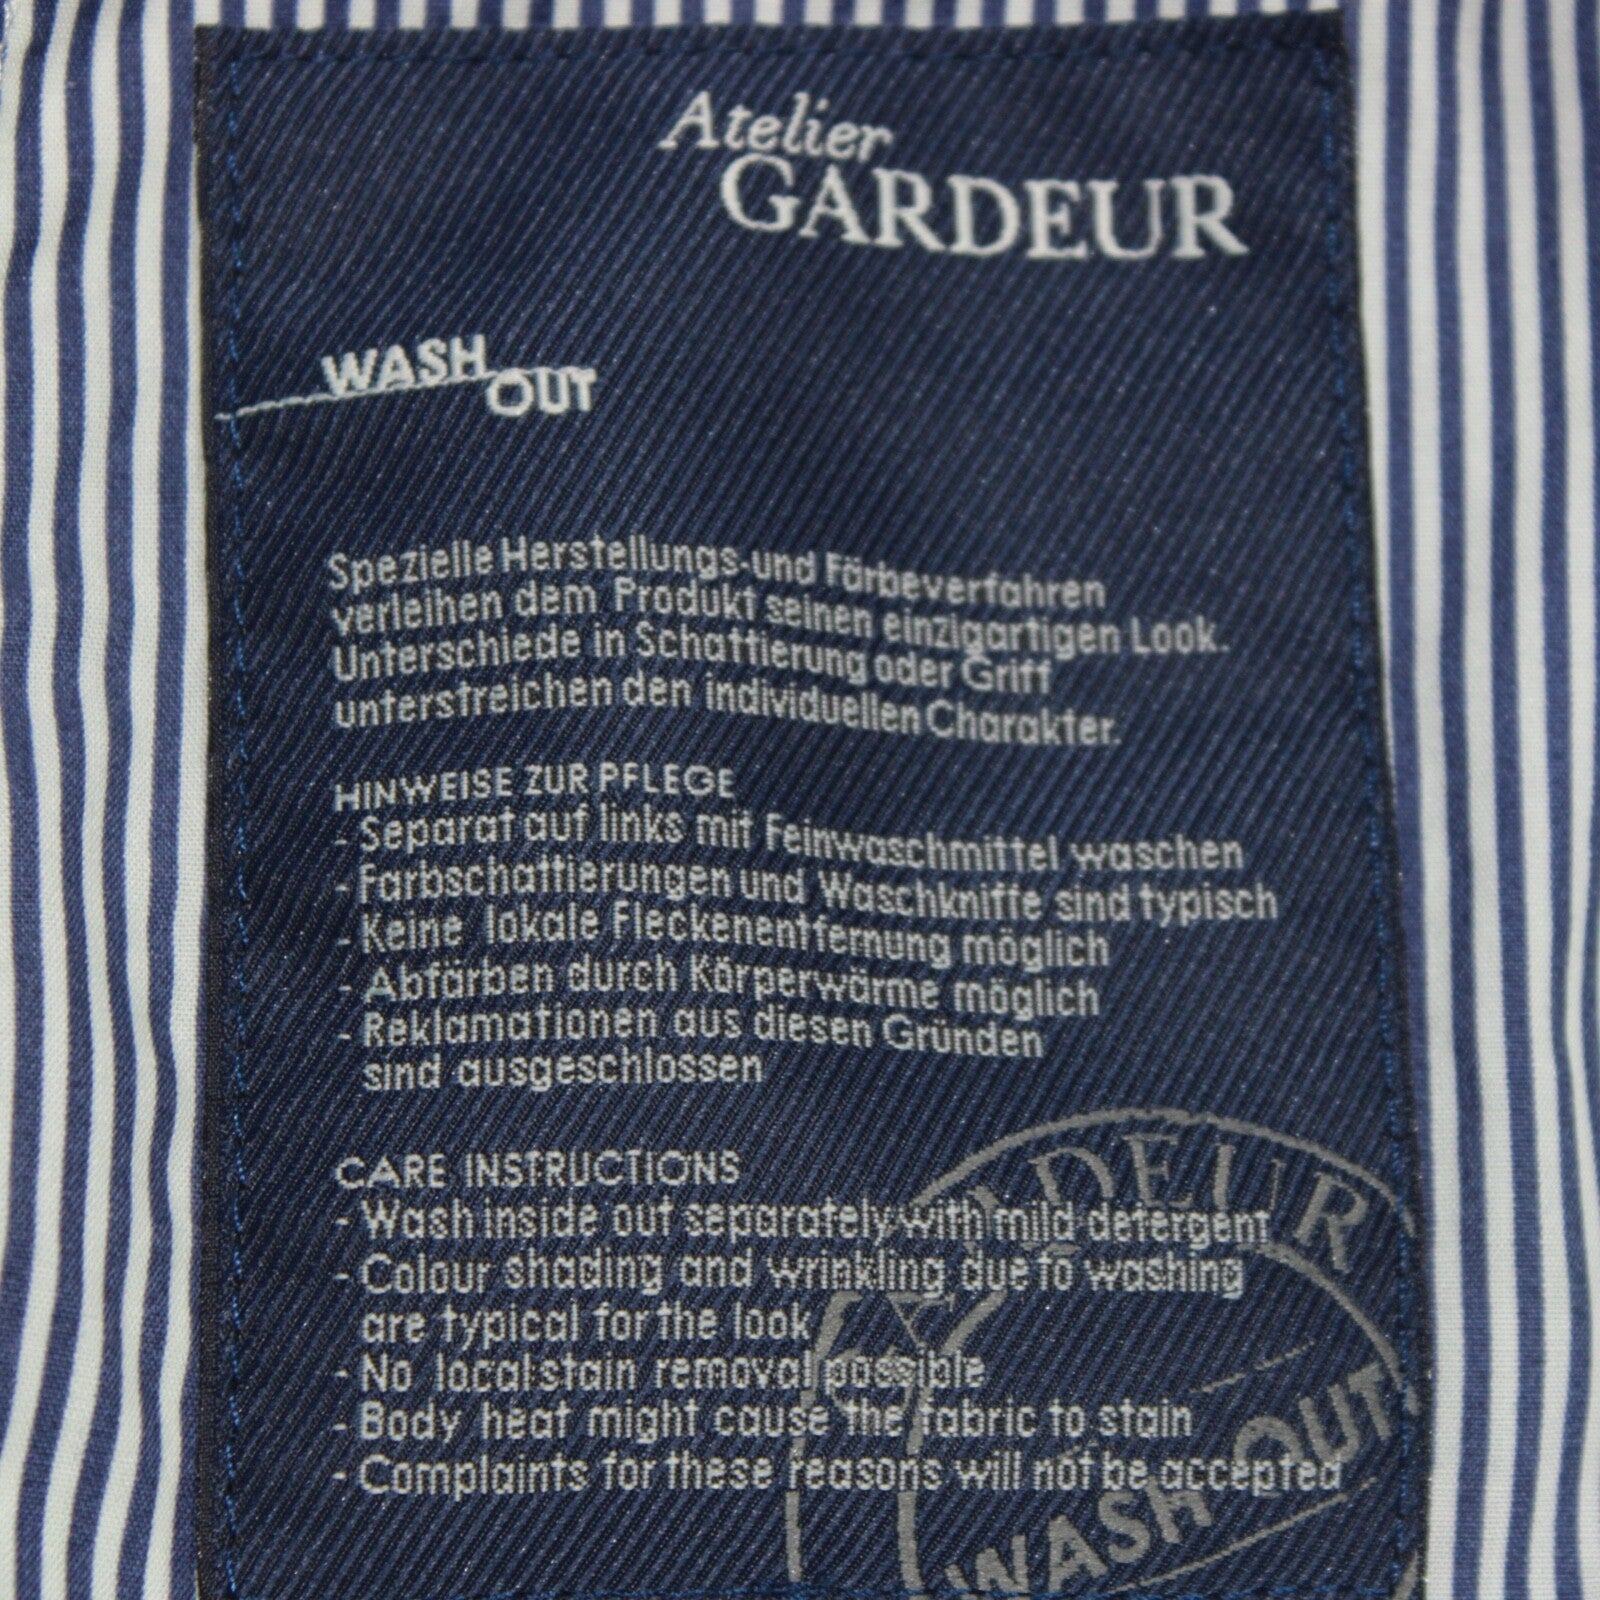 Atelier
GARDEUR
WASH
OUT
Spezielle Herstellungs-und Färbeverfahren
verleihen dem Produkt seinen einzigartigen Look.
Unterschiede in Schattierung oder Griff
unterstreichen den individuellen Charakter.
HINWEISE ZUR PFLEGE
- Separat auf links mit Feinwaschmittel waschen
- Farbschattierungen und Waschkniffe sind typisch
- Keine lokale Fleckenentfernung möglich
- Abfärben durch Körperwärme möglich
- Reklamationen aus diesen Gründen
sind ausgeschlossen
CARE INSTRUCTIONS
- Wash inside out separately with mild detergent
- Colour shading and wrinkling due to washing
are typical for the look
- No local stain removal possible
- Body heat might cause the fabric to stain
- Complaints for these reasons will not be accepted
DEUR
WASH OUT